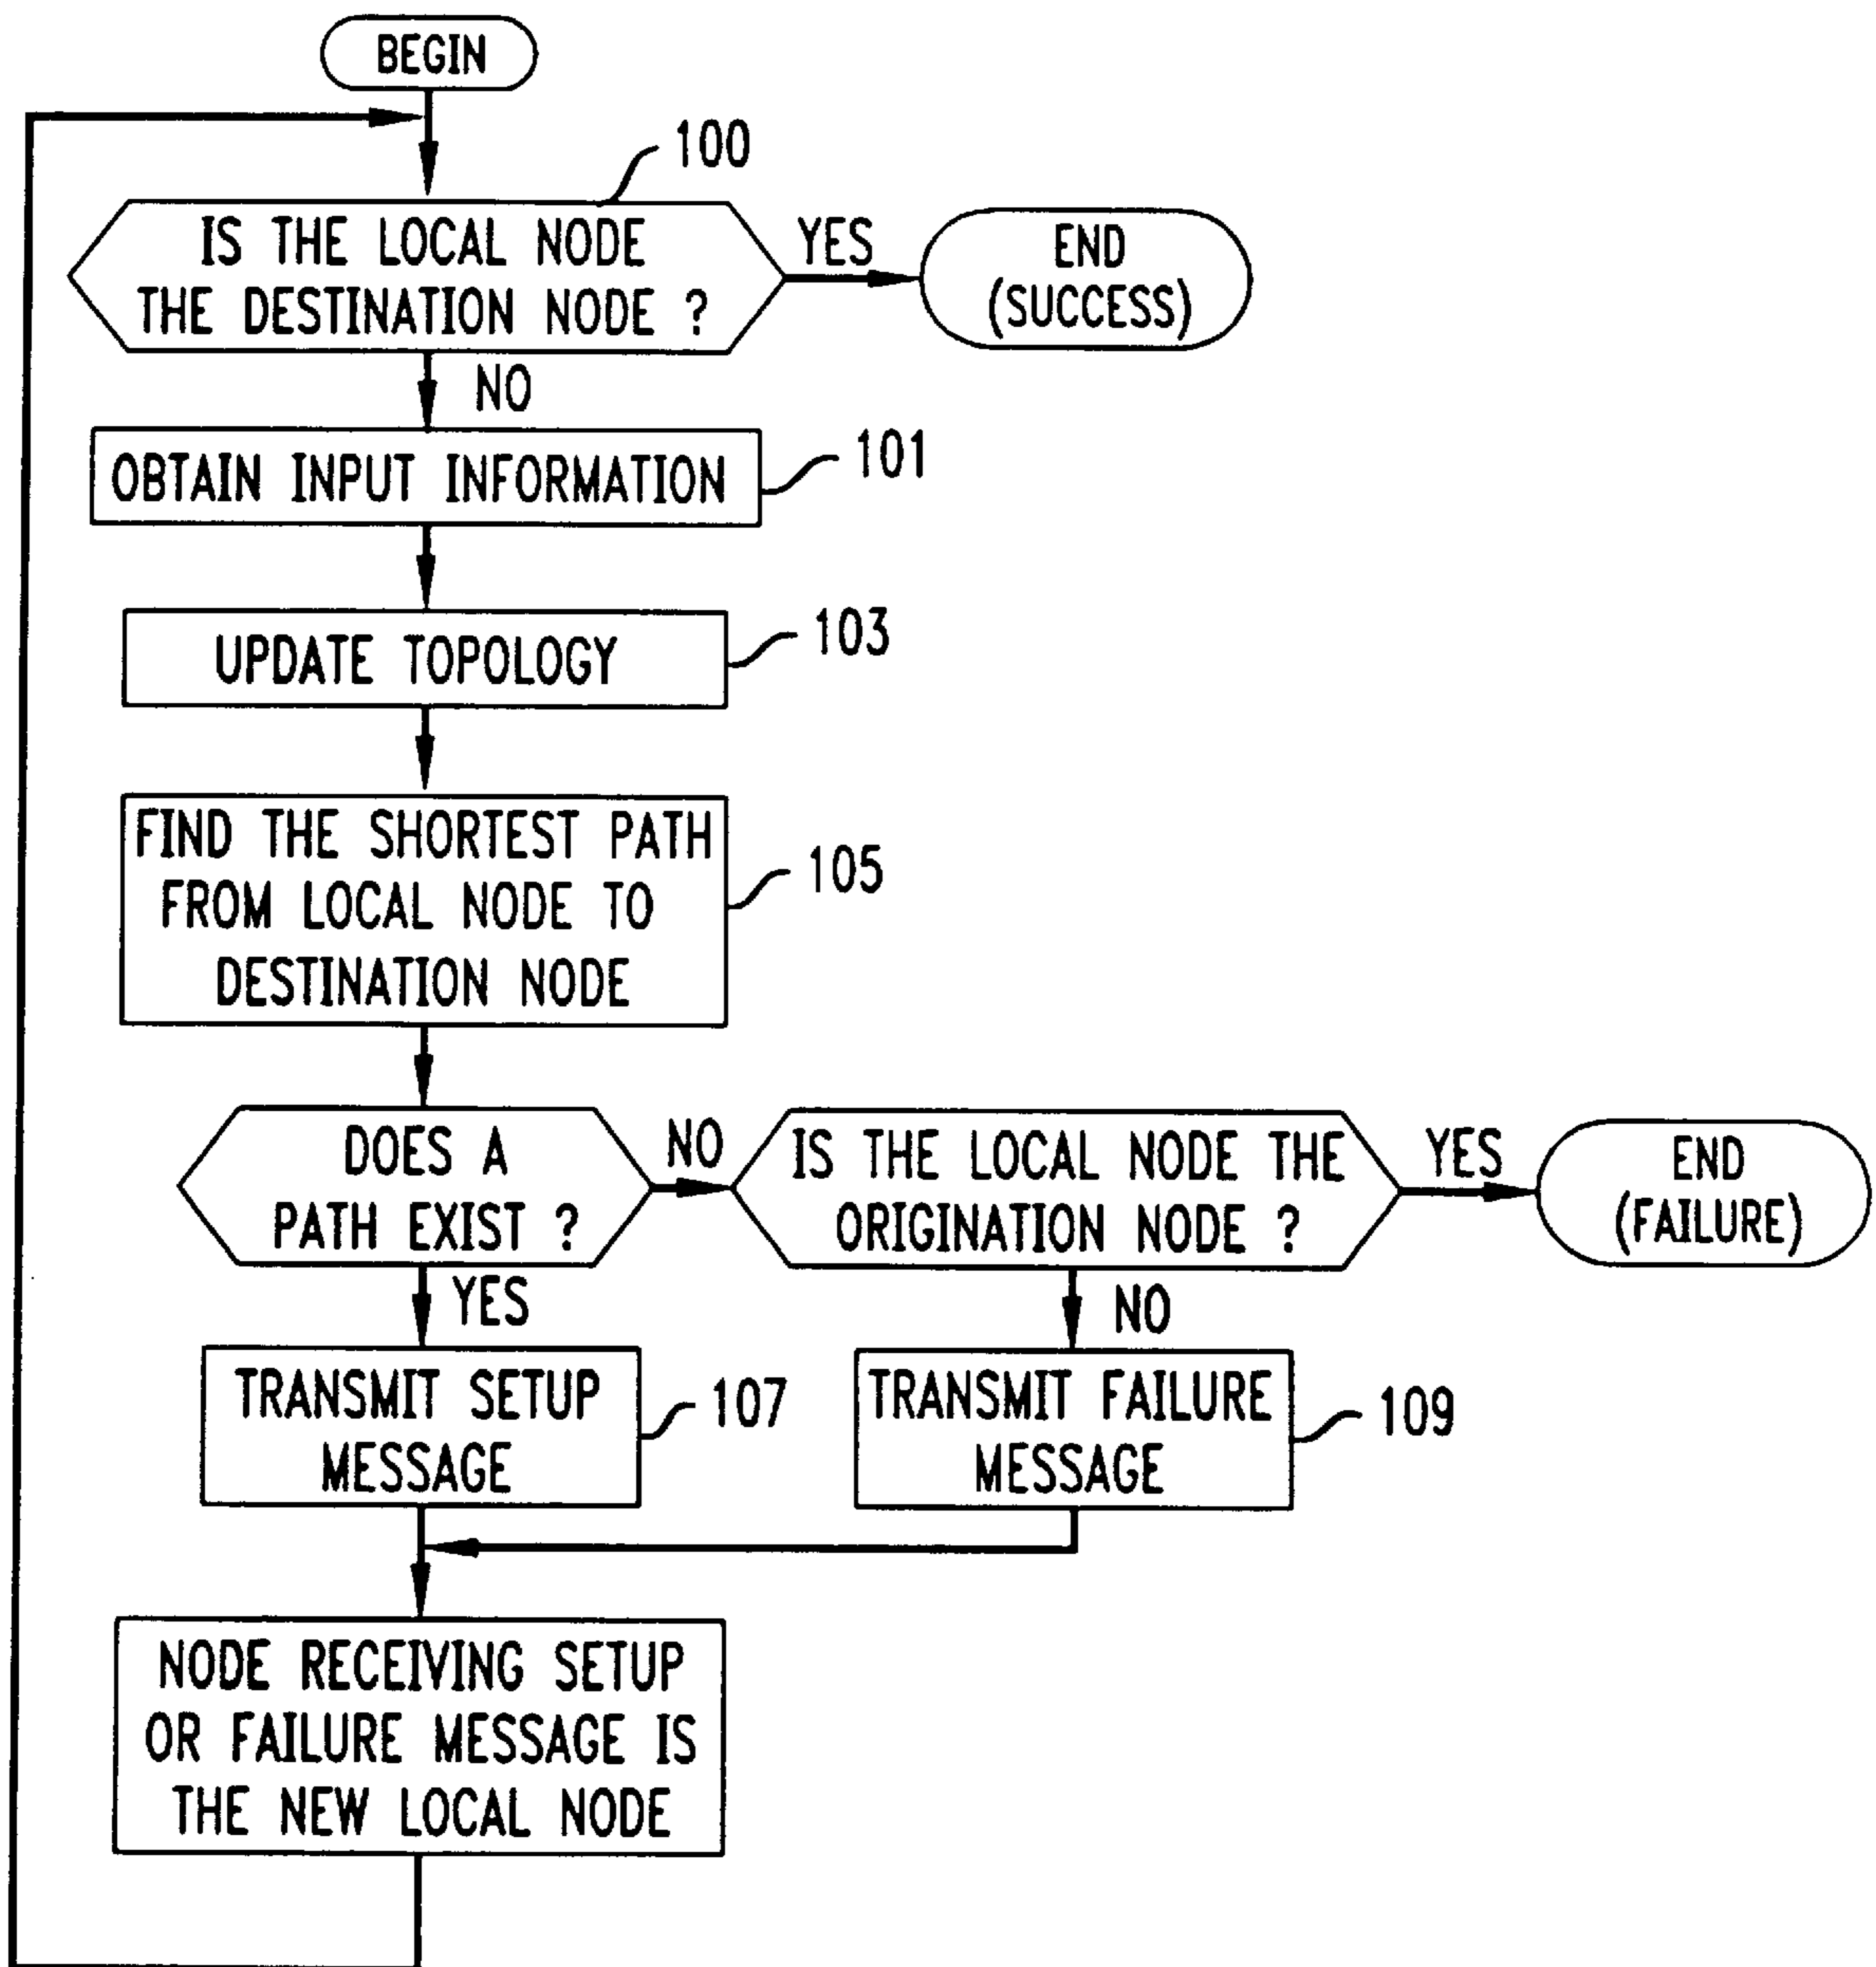 BEGIN
100
IS THE LOCAL NODE
THE DESTINATION NODE ?
YES
END
(SUCCESS)
NO
OBTAIN INPUT INFORMATION
101
UPDATE TOPOLOGY
103
FIND THE SHORTEST PATH
FROM LOCAL NODE TO
DESTINATION NODE
105
DOES A
PATH EXIST ?
NO
IS THE LOCAL NODE THE
ORIGINATION NODE ?
YES
END
(FAILURE)
YES
NO
TRANSMIT SETUP
MESSAGE
107
TRANSMIT FAILURE
MESSAGE
109
NODE RECEIVING SETUP
OR FAILURE MESSAGE IS
THE NEW LOCAL NODE